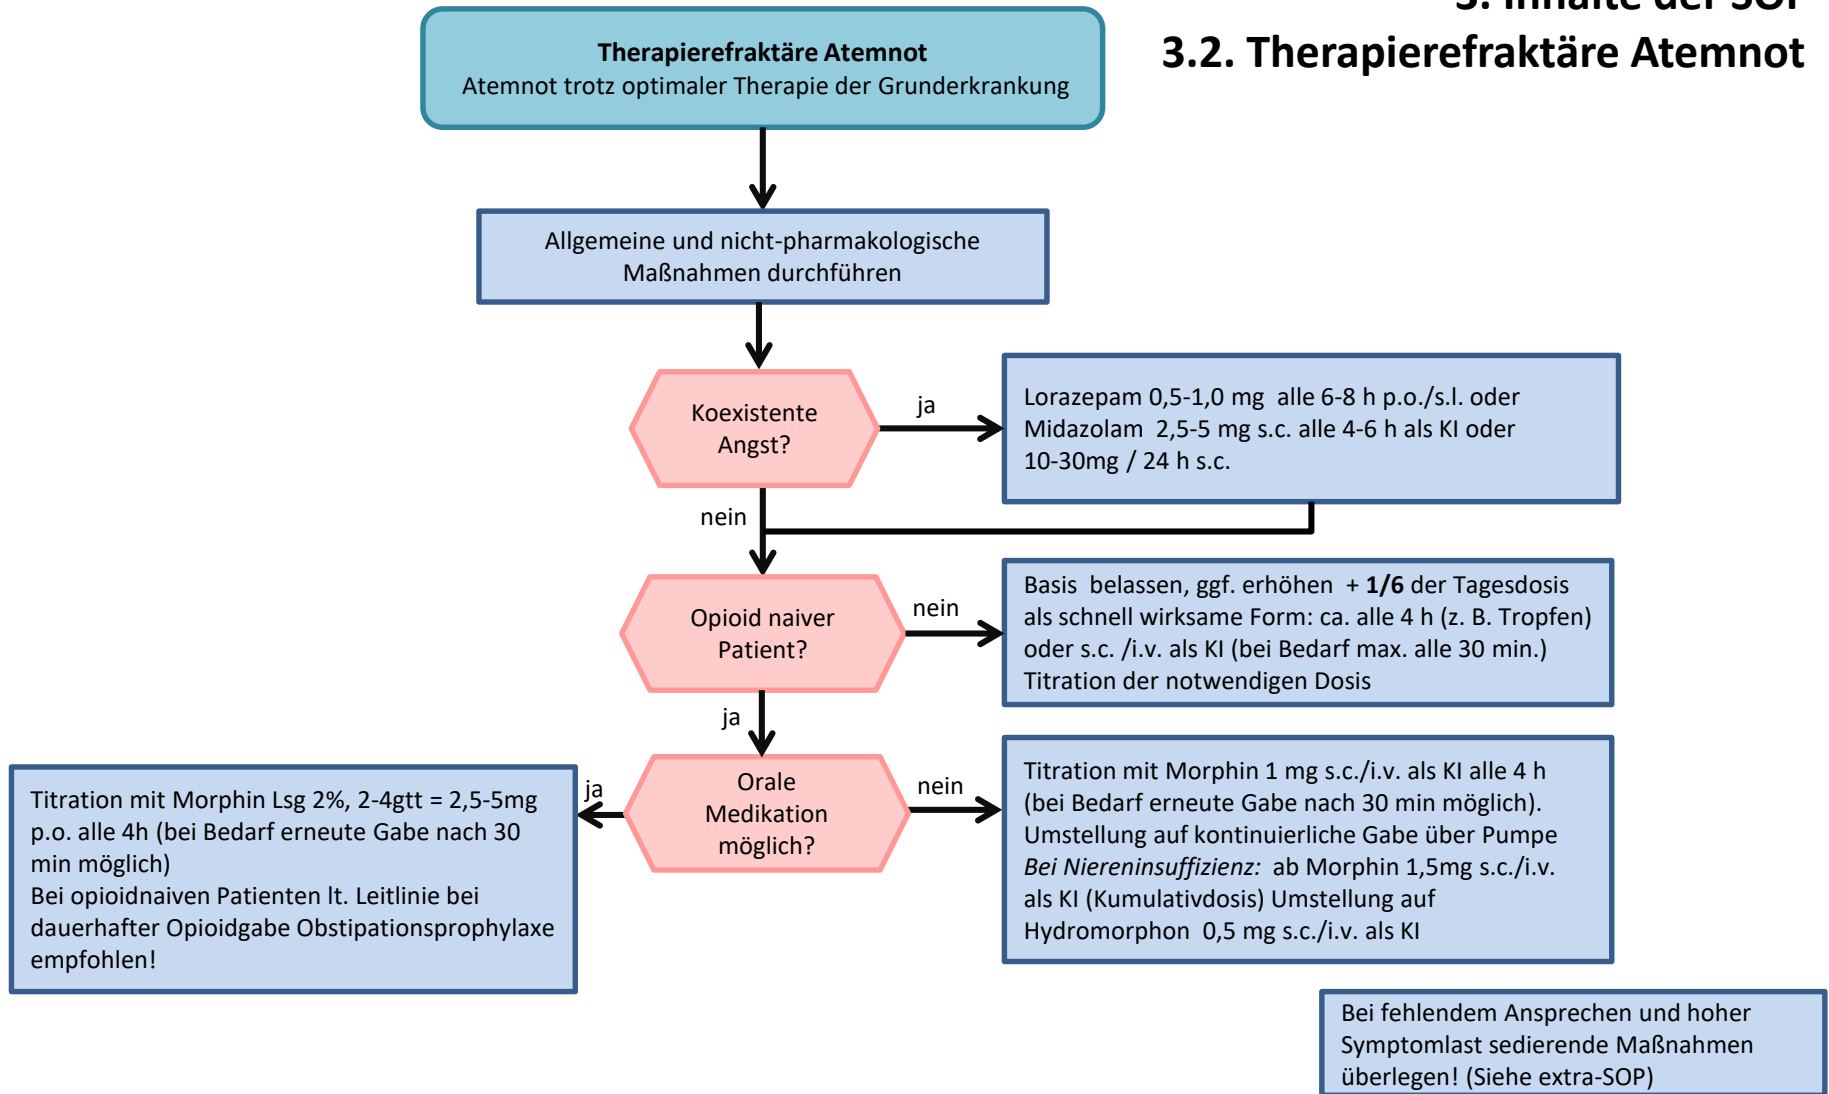 3. Inhalte der SOP
3.2. Therapierefraktäre Atemnot
Therapierefraktäre Atemnot
Atemnot trotz optimaler Therapie der Grunderkrankung
Allgemeine und nicht-pharmakologische
Maßnahmen durchführen
Koexistente
Angst?
ja
Lorazepam 0,5-1,0 mg alle 6-8 h p.o./s.l. oder
Midazolam 2,5-5 mg s.c. alle 4-6 h als KI oder
10-30mg / 24 h s.c.
nein
Opioid naiver
Patient?
nein
Basis belassen, ggf. erhöhen + 1/6 der Tagesdosis
als schnell wirksame Form: ca. alle 4 h (z. B. Tropfen)
oder s.c. /i.v. als KI (bei Bedarf max. alle 30 min.)
Titration der notwendigen Dosis
ja
Orale
Medikation
möglich?
ja
Titration mit Morphin Lsg 2%, 2-4gtt = 2,5-5mg
p.o. alle 4h (bei Bedarf erneute Gabe nach 30
min möglich)
Bei opioidnaiven Patienten lt. Leitlinie bei
dauerhafter Opioidgabe Obstipationsprophylaxe
empfohlen!
nein
Titration mit Morphin 1 mg s.c./i.v. als KI alle 4 h
(bei Bedarf erneute Gabe nach 30 min möglich).
Umstellung auf kontinuierliche Gabe über Pumpe
Bei Niereninsuffizienz: ab Morphin 1,5mg s.c./i.v.
als KI (Kumulativdosis) Umstellung auf
Hydromorphon 0,5 mg s.c./i.v. als KI
Bei fehlendem Ansprechen und hoher
Symptomlast sedierende Maßnahmen
überlegen! (Siehe extra-SOP)